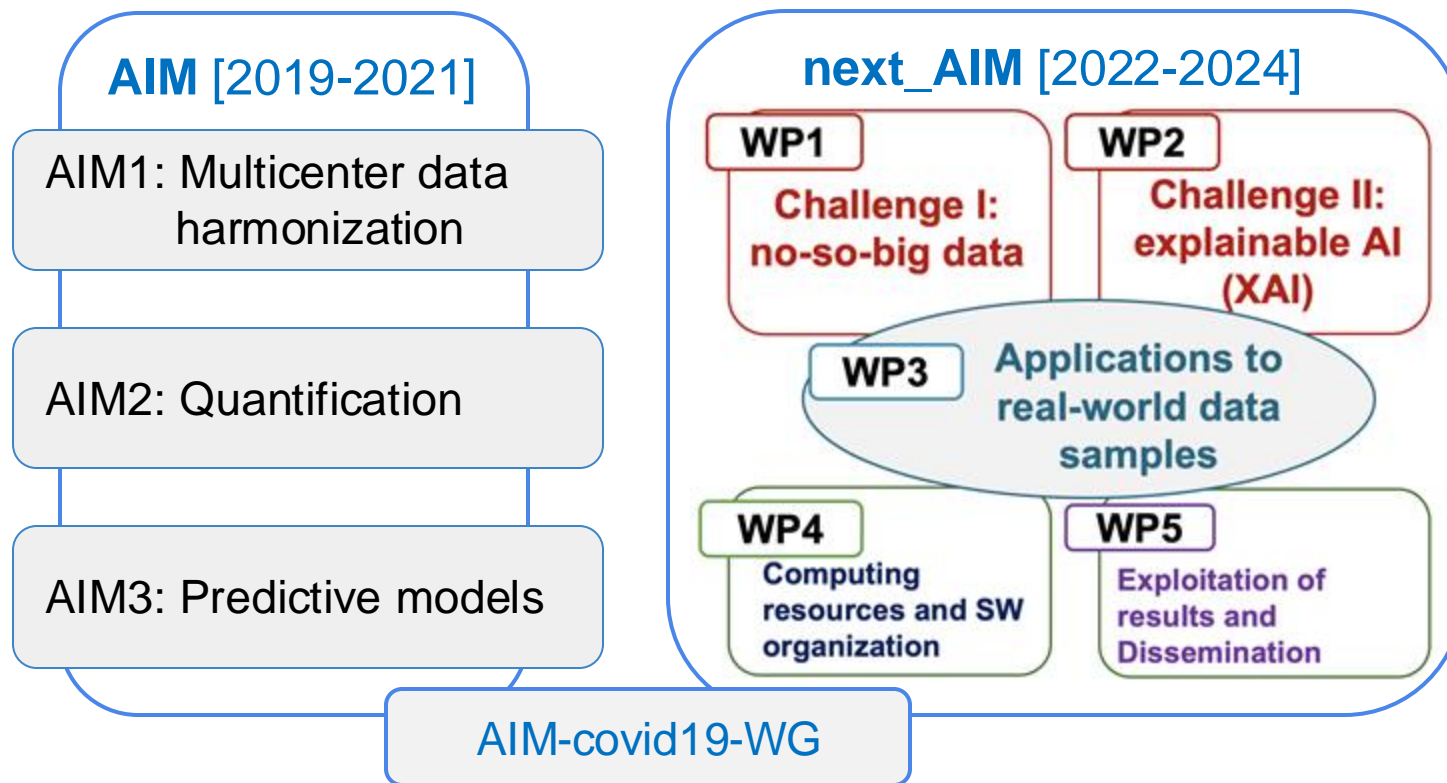 AIM [2019-2021]
AIM1: Multicenter data
harmonization
AIM2: Quantification
AIM3: Predictive models
next_AIM [2022-2024]
WP1
Challenge I:
no-so-big data
WP2
Challenge II:
explainable AI
(XAI)
WP3
Applications to
real-world data
samples
WP4
Computing
resources and SW
organization
WP5
Exploitation of
results and
Dissemination
AIM-covid19-WG